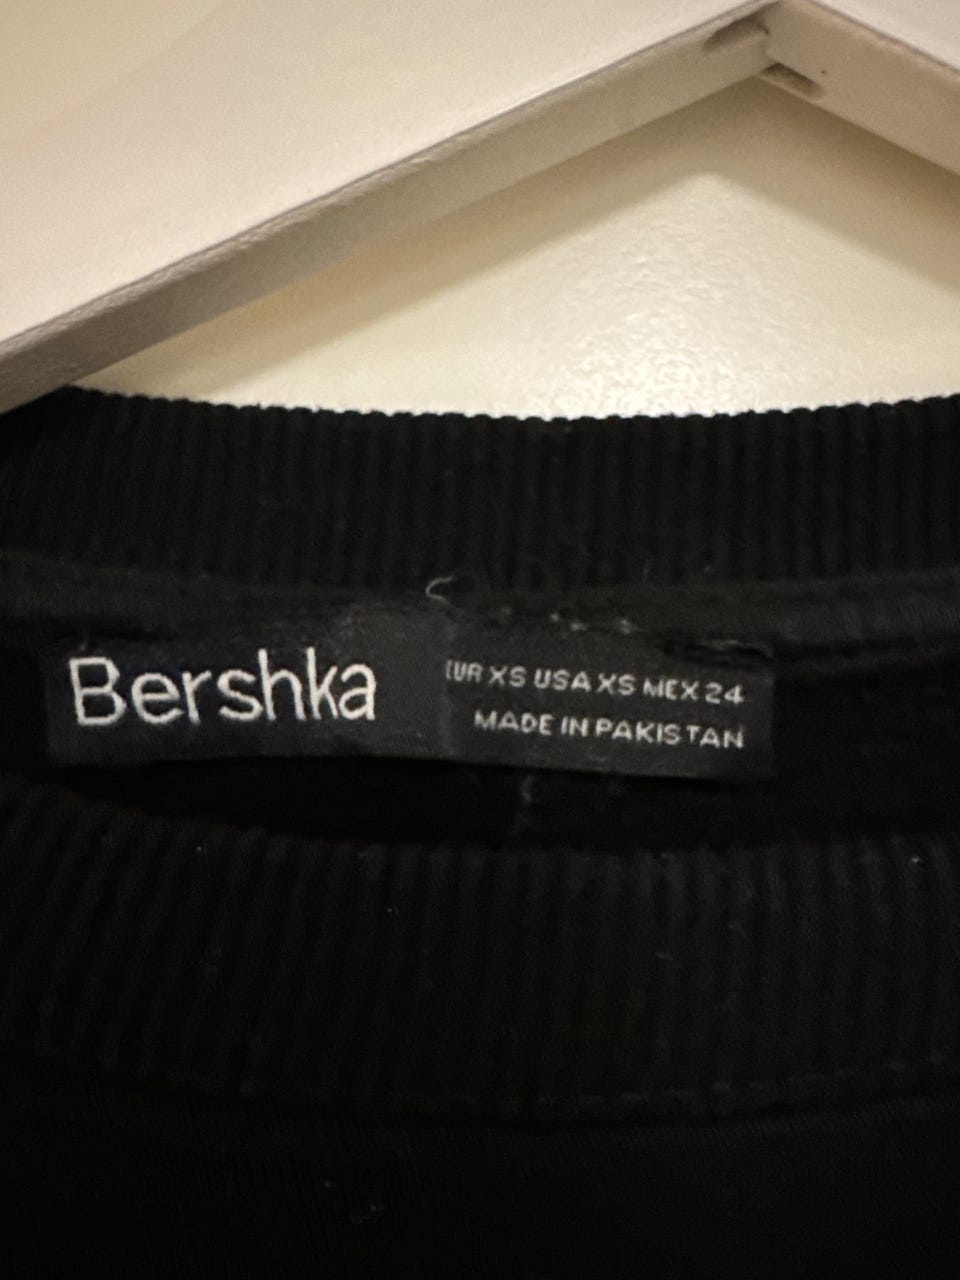 Bershka
EUR XS USA XS MEX 24
MADE IN PAKISTAN